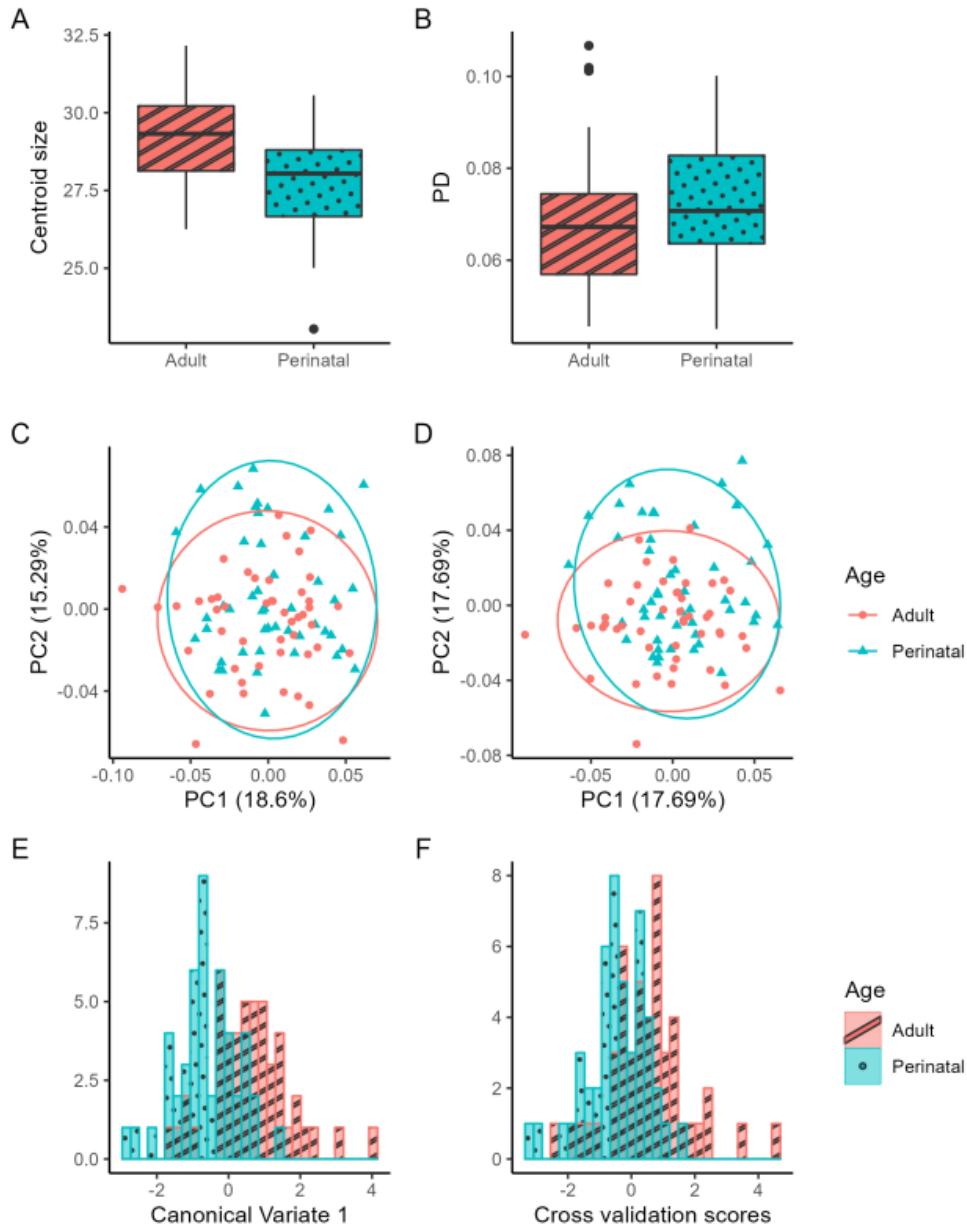 A
B
32.5
30.0
27.5
25.0
Centroid size
Adult
Perinatal
0.10
0.08
0.06
PD
Adult
Perinatal
C
D
0.04
0.00
-0.04
PC2 (15.29%)
-0.10
-0.05
0.00
0.05
PC1 (18.6%)
0.08
0.04
0.00
-0.04
-0.08
PC2 (17.69%)
-0.05
0.00
0.05
PC1 (17.69%)
Age
Adult
Perinatal
E
F
7.5
5.0
2.5
0.0
-2
0
2
4
Canonical Variate 1
8
6
4
2
0
-2
0
2
4
Cross validation scores
Age
Adult
Perinatal